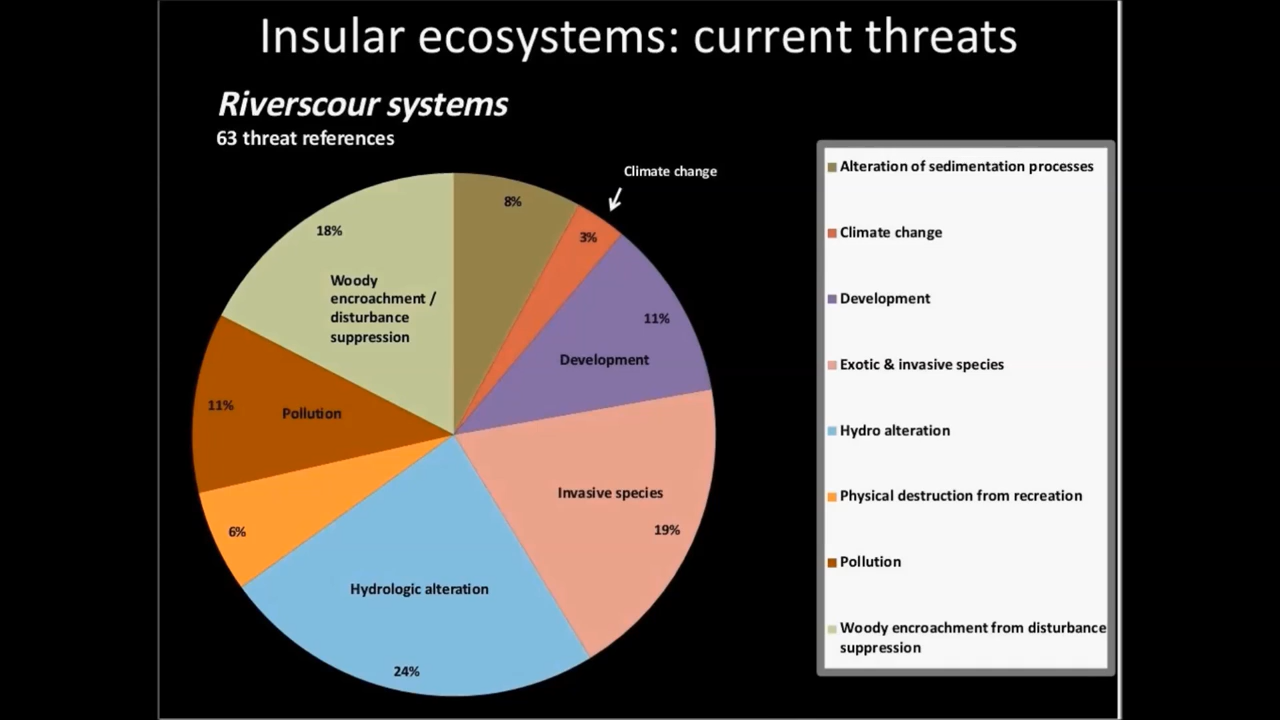 Insular ecosystems: current threats
Riverscour systems
63 threat references
Climate change
8%
3%
18%
Woody
encroachment /
disturbance
suppression
11%
Development
11%
Pollution
Invasive species
19%
6%
Hydrologic alteration
24%
Alteration of sedimentation processes
Climate change
Development
Exotic & invasive species
Hydro alteration
Physical destruction from recreation
Pollution
Woody encroachment from disturbance
suppression